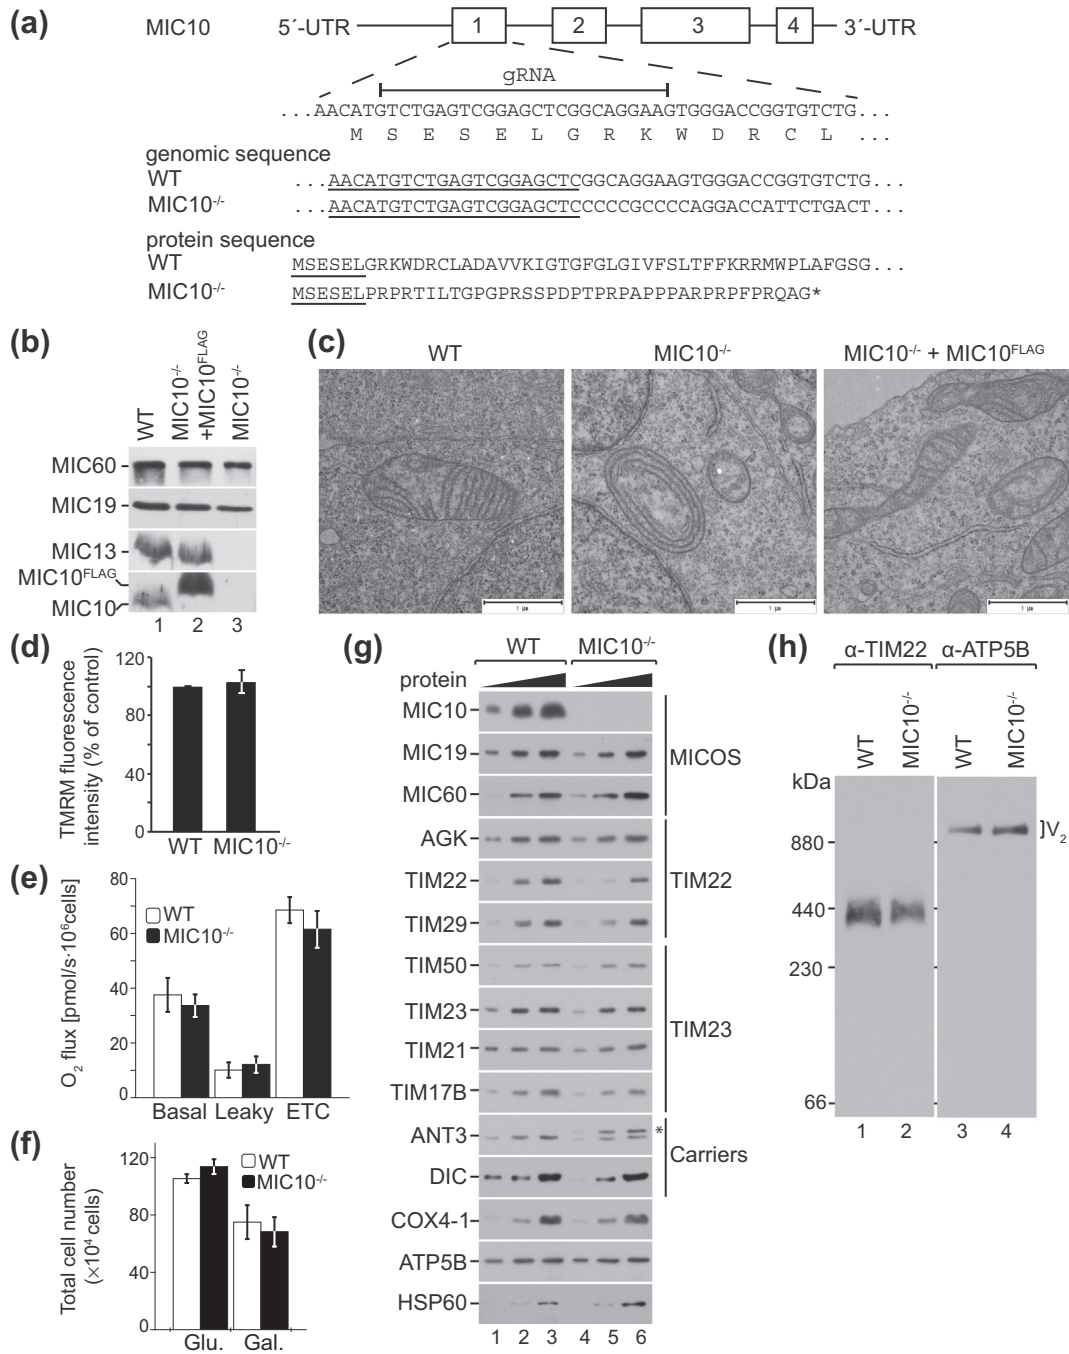 (a)
MIC10 5´-UTR 1 2 3 4 3´-UTR
gRNA
...AACATGTCTGAGTCGGAGCTCGGCAGGAAGTGGGACCGGTGTCTG...
M S E S E L G R K W D R C L ...
genomic sequence
WT ...AACATGTCTGAGTCGGAGCTCGGCAGGAAGTGGGACCGGTGTCTG...
MIC10-/- ...AACATGTCTGAGTCGGAGCTCCCCCGCCCCAGGACCATTCTGACT...
protein sequence
WT MSESELGRKWDRCLADAVVKIGTGFGLGIVFSLTFFKRRMWPLAFGSG...
MIC10-/- MSESELPRPRTILTGPGPRSSPDPTPRPAPPPARPRPFPRQAG*
(b)
WT
MIC10-/- +MIC10FLAG
MIC10-/-
MIC60
MIC19
MIC13
MIC10FLAG
MIC10
1 2 3
(c)
WT MIC10-/- MIC10-/- + MIC10FLAG
1 µm 1 µm 1 µm
(d)
TMRM fluorescence
intensity (% of control)
120
80
40
0
WT MIC10-/-
(e)
O2 flux [pmol/s·10⁶cells]
80
60
40
20
0
WT
MIC10-/-
Basal Leaky ETC
(f)
Total cell number
(×10⁴ cells)
120
80
40
0
WT
MIC10-/-
Glu. Gal.
(g)
WT MIC10-/-
protein
MIC10
MIC19
MIC60
MICOS
AGK
TIM22
TIM29
TIM22
TIM50
TIM23
TIM21
TIM17B
TIM23
ANT3 *
DIC
Carriers
COX4-1
ATP5B
HSP60
1 2 3 4 5 6
(h)
α-TIM22 α-ATP5B
WT MIC10-/- WT MIC10-/-
kDa
880
440
230
66
]V2
1 2 3 4